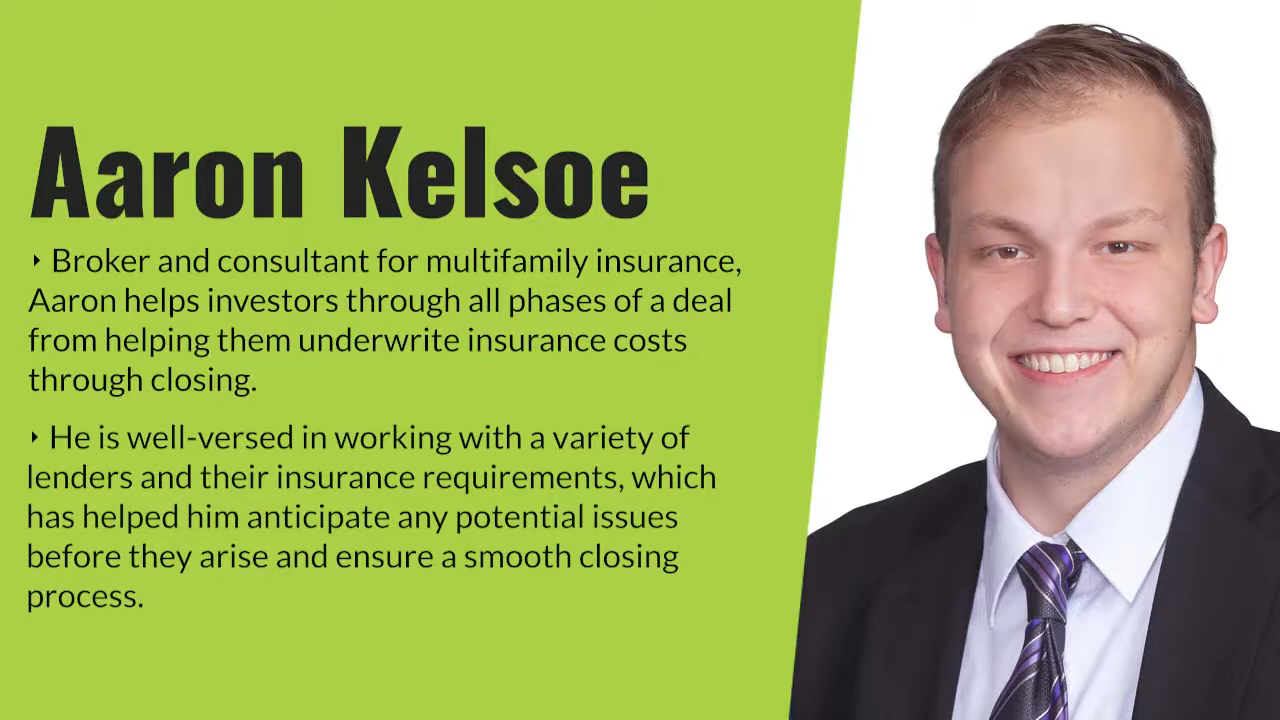 Aaron Kelsoe
‣ Broker and consultant for multifamily insurance,
Aaron helps investors through all phases of a deal
from helping them underwrite insurance costs
through closing.
‣ He is well-versed in working with a variety of
lenders and their insurance requirements, which
has helped him anticipate any potential issues
before they arise and ensure a smooth closing
process.